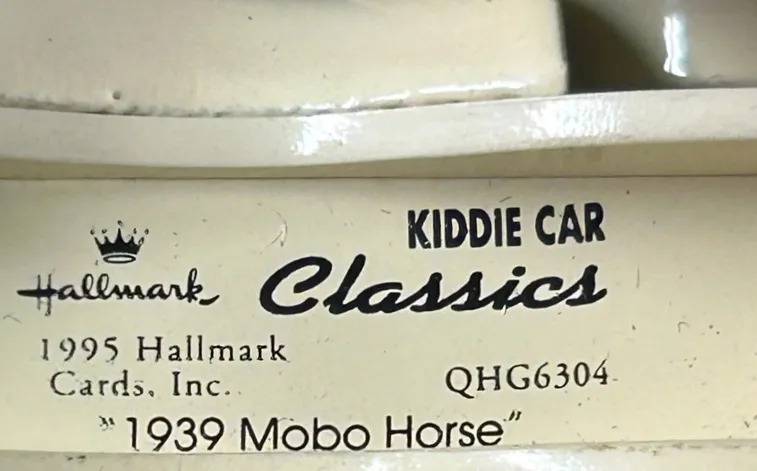 KIDDIE CAR
Hallmark Classics
1995 Hallmark
Cards, Inc.
QHG6304
"1939 Mobo Horse"